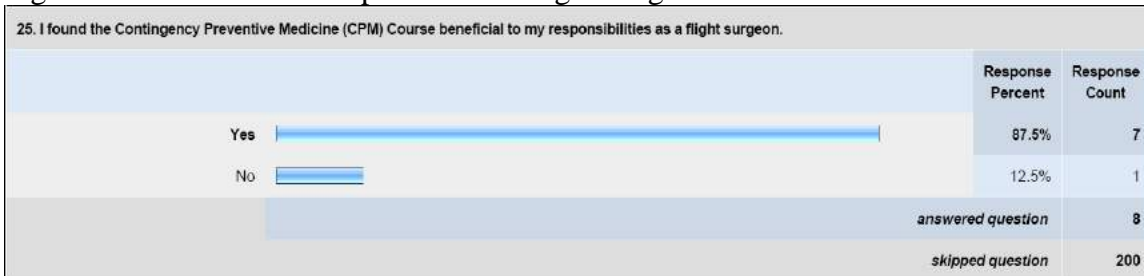 25. I found the Contingency Preventive Medicine (CPM) Course beneficial to my responsibilities as a flight surgeon.
Response Percent Response Count
Yes 87.5% 7
No 12.5% 1
answered question 8
skipped question 200